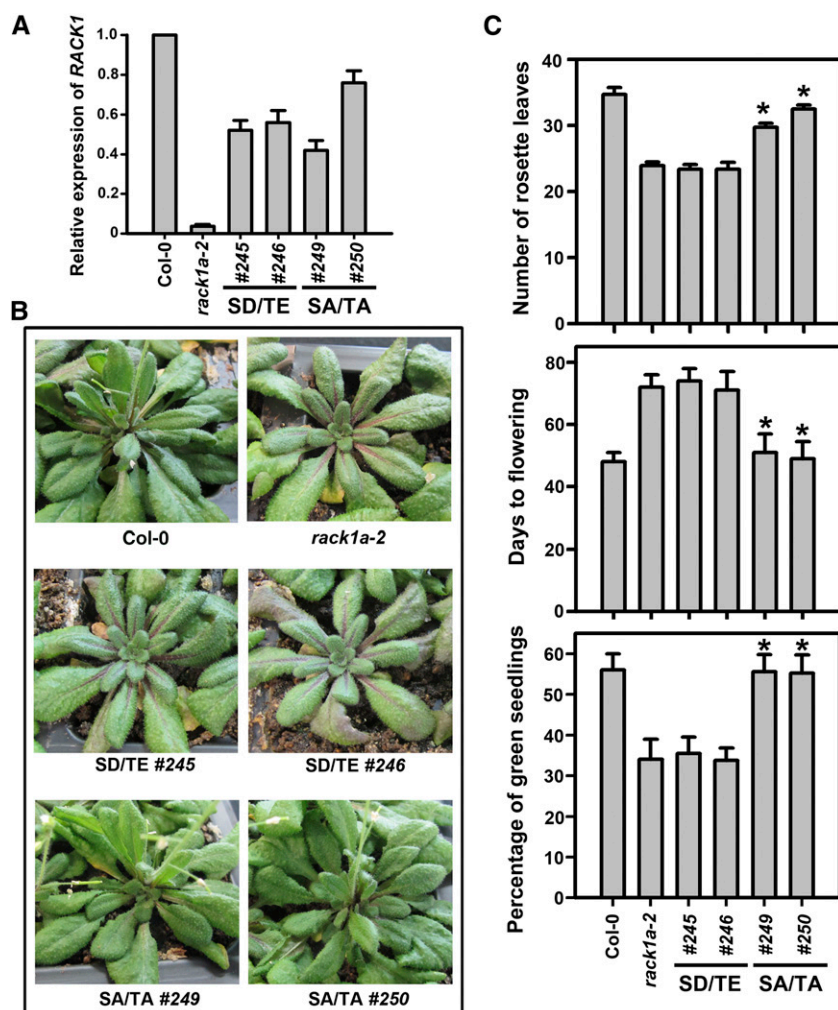 A
Relative expression of RACK1
1.0
0.8
0.6
0.4
0.2
0
Col-0
rack1a-2
#245
#246
#249
#250
SD/TE
SA/TA
B
Col-0
rack1a-2
SD/TE #245
SD/TE #246
SA/TA #249
SA/TA #250
C
Number of rosette leaves
40
30
20
10
0
* *
Days to flowering
80
60
40
20
0
* *
Percentage of green seedlings
60
50
40
30
20
10
0
* *
Col-0
rack1a-2
#245
#246
#249
#250
SD/TE
SA/TA